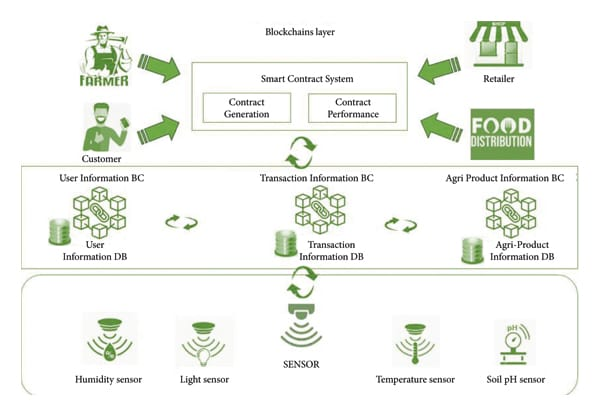 Blockchains layer
FARMER
SHOP
Smart Contract System
Retailer
Contract
Generation
Contract
Performance
FOOD
DISTRIBUTION
Customer
User Information BC
Transaction Information BC
Agri Product Information BC
User
Information DB
Transaction
Information DB
Agri-Product
Information DB
SENSOR
pH
Humidity sensor
Light sensor
Temperature sensor
Soil pH sensor